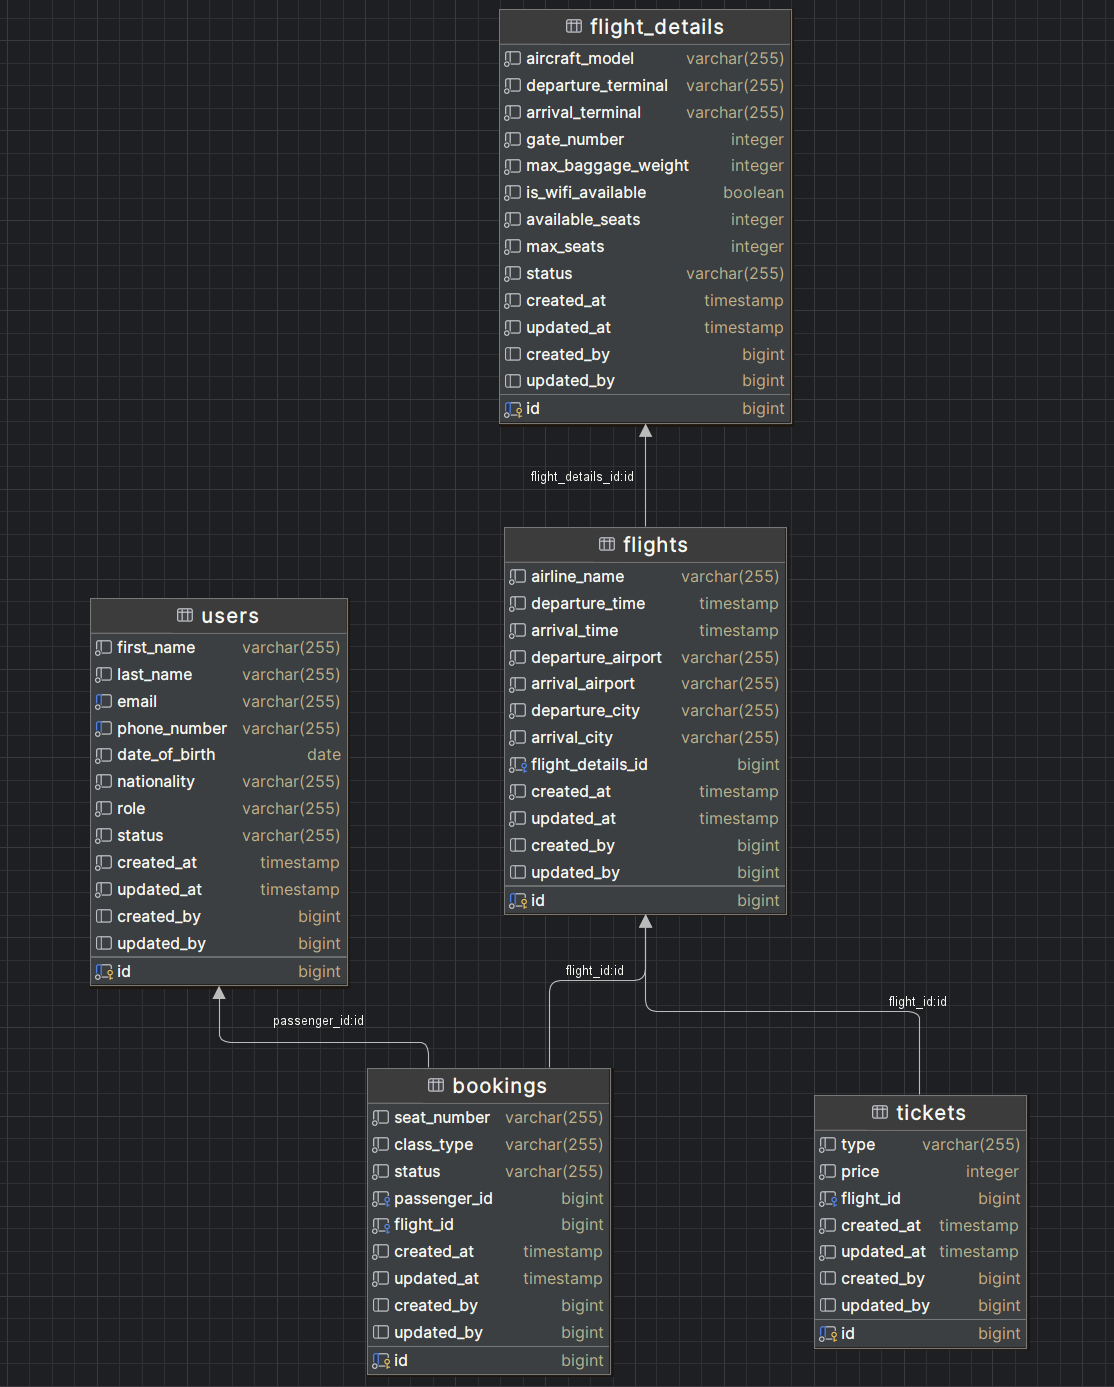 flight_details
aircraft_model varchar(255)
departure_terminal varchar(255)
arrival_terminal varchar(255)
gate_number integer
max_baggage_weight integer
is_wifi_available boolean
available_seats integer
max_seats integer
status varchar(255)
created_at timestamp
updated_at timestamp
created_by bigint
updated_by bigint
id bigint
flight_details_id:id
flights
airline_name varchar(255)
departure_time timestamp
arrival_time timestamp
departure_airport varchar(255)
arrival_airport varchar(255)
departure_city varchar(255)
arrival_city varchar(255)
flight_details_id bigint
created_at timestamp
updated_at timestamp
created_by bigint
updated_by bigint
id bigint
users
first_name varchar(255)
last_name varchar(255)
email varchar(255)
phone_number varchar(255)
date_of_birth date
nationality varchar(255)
role varchar(255)
status varchar(255)
created_at timestamp
updated_at timestamp
created_by bigint
updated_by bigint
id bigint
passenger_id:id
flight_id:id
flight_id:id
bookings
seat_number varchar(255)
class_type varchar(255)
status varchar(255)
passenger_id bigint
flight_id bigint
created_at timestamp
updated_at timestamp
created_by bigint
updated_by bigint
id bigint
tickets
type varchar(255)
price integer
flight_id bigint
created_at timestamp
updated_at timestamp
created_by bigint
updated_by bigint
id bigint